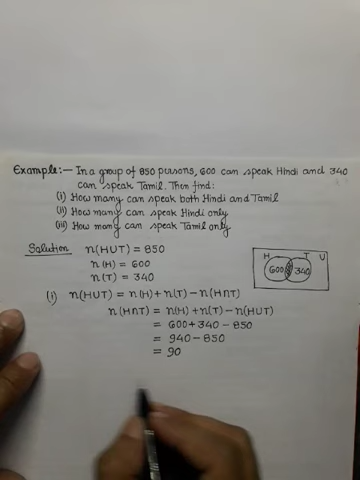 Example:— In a group of 850 persons, 600 can speak Hindi and 340
can speak Tamil. Then find:
(i) How many can speak both Hindi and Tamil
(ii) How many can speak Hindi only
(iii) How many can speak Tamil only
Solution n(HUT) = 850
n(H) = 600
n(T) = 340
H T U
600 340
(i) n(HUT) = n(H) + n(T) - n(H∩T)
n(H∩T) = n(H) + n(T) - n(HUT)
= 600 + 340 - 850
= 940 - 850
= 90